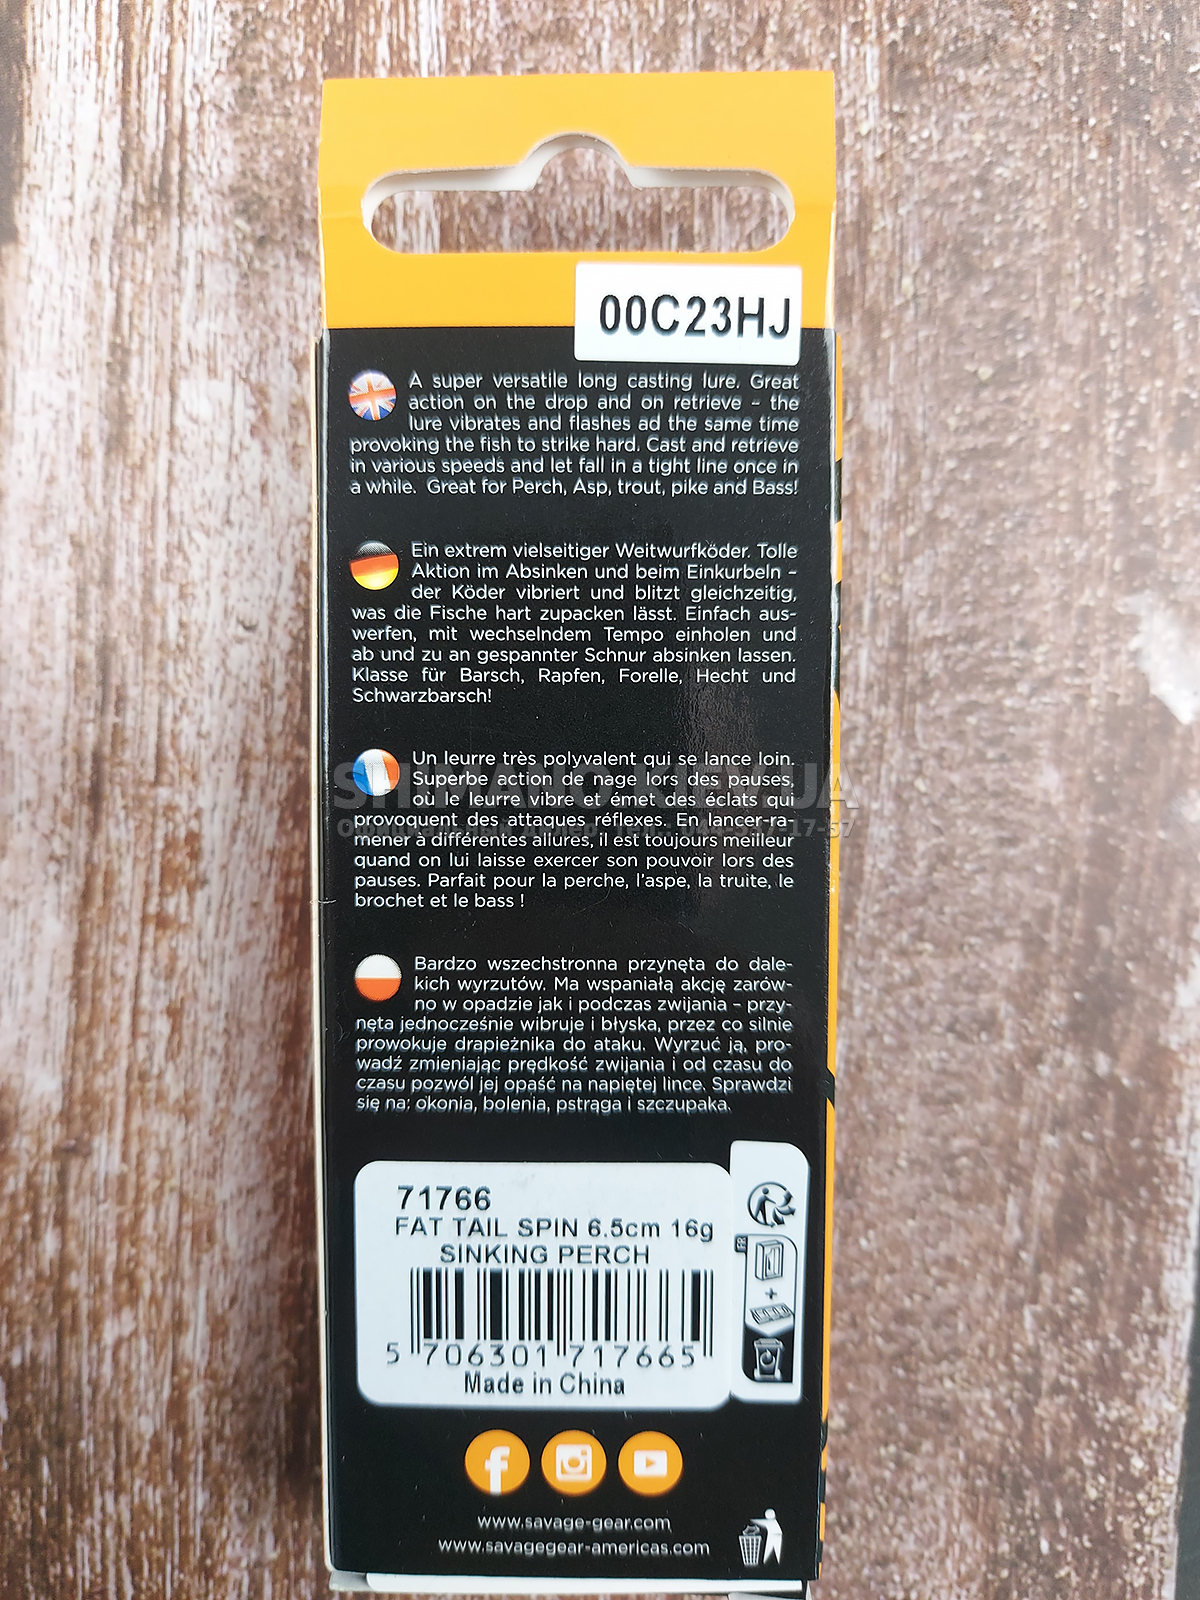 00C23HJ
A super versatile long casting lure. Great
action on the drop and on retrieve – the
lure vibrates and flashes ad the same time
provoking the fish to strike hard. Cast and retrieve
in various speeds and let fall in a tight line once in
a while. Great for Perch, Asp, trout, pike and Bass!
Ein extrem vielseitiger Weitwurfköder. Tolle
Aktion im Absinken und beim Einkurbeln –
der Köder vibriert und blitzt gleichzeitig,
was die Fische hart zupacken lässt. Einfach aus-
werfen, mit wechselndem Tempo einholen und
ab und zu an gespannter Schnur absinken lassen.
Klasse für Barsch, Rapfen, Forelle, Hecht und
Schwarzbarsch!
Un leurre très polyvalent qui se lance loin.
Superbe action de nage lors des pauses,
où le leurre vibre et émet des éclats qui
provoquent des attaques réflexes. En lancer-ra-
mener à différentes allures, il est toujours meilleur
quand on lui laisse exercer son pouvoir lors des
pauses. Parfait pour la perche, l'aspe, la truite, le
brochet et le bass !
SHIMANO.KIEV.UA
Bardzo wszechstronna przynęta do dale-
kich wyrzutów. Ma wspaniałą akcję zarów-
no w opadzie jak i podczas zwijania – przy-
nęta jednocześnie wibruje i błyska, przez co silnie
prowokuje drapieżnika do ataku. Wyrzuć ją, pro-
wadź zmieniając prędkość zwijania i od czasu do
czasu pozwól jej opaść na napiętej lince. Sprawdzi
się na: okonia, bolenia, pstrąga i szczupaka.
71766
FAT TAIL SPIN 6.5cm 16g
SINKING PERCH
5 706301 717665
Made in China
FR
+
www.savage-gear.com
www.savagegear-americas.com